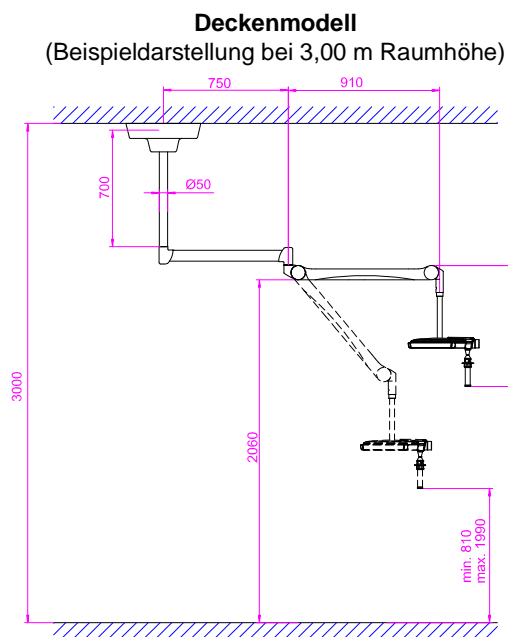 Deckenmodell
(Beispieldarstellung bei 3,00 m Raumhöhe)
750
910
700
Ø50
3000
2060
min. 810
max. 1990